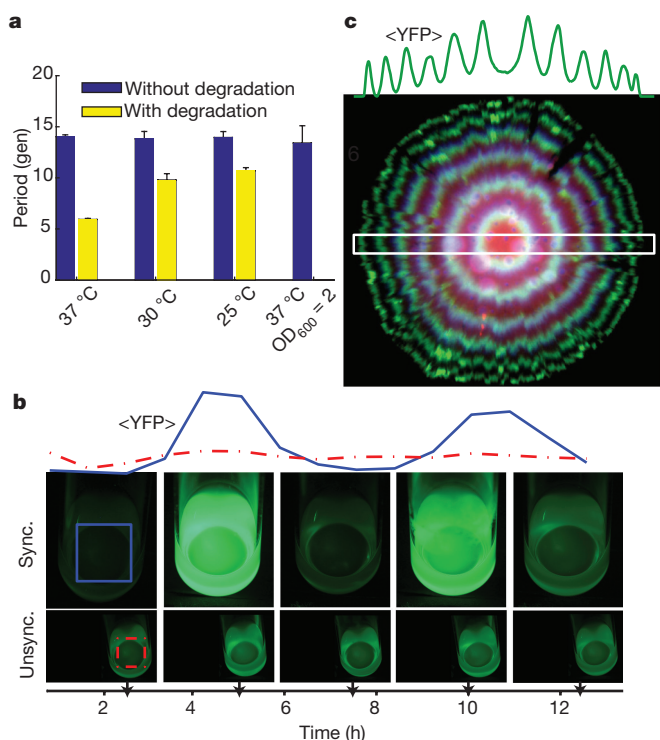 a
20
15
10
5
0
Period (gen)
Without degradation
With degradation
37 °C
30 °C
25 °C
37 °C
OD600 = 2
c
<YFP>
6
b
<YFP>
Sync.
Unsync.
2 4 6 8 10 12
Time (h)